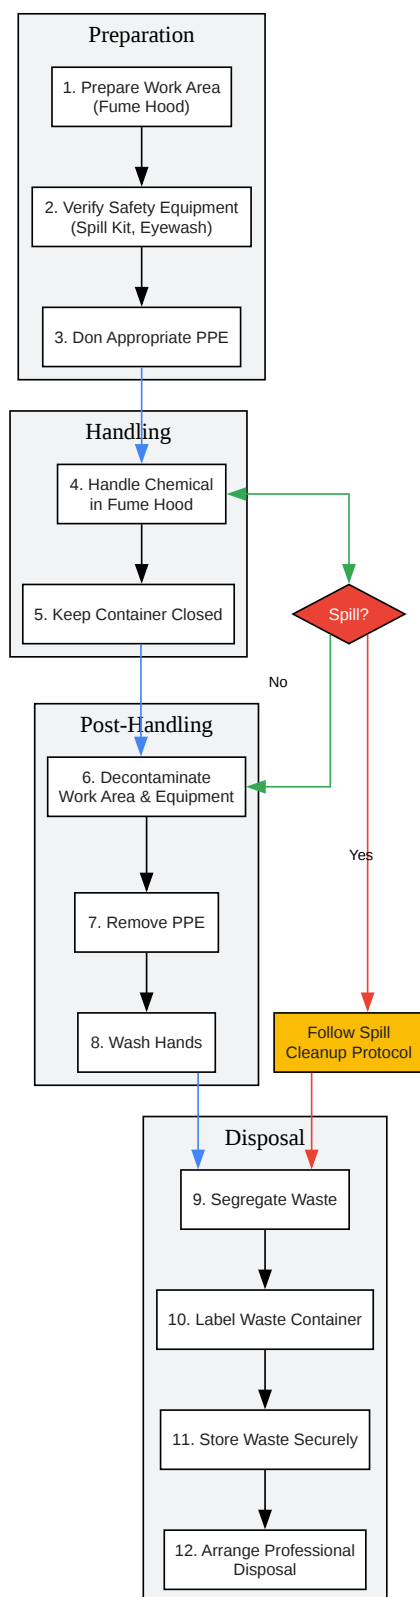 Preparation
1. Prepare Work Area
(Fume Hood)
2. Verify Safety Equipment
(Spill Kit, Eyewash)
3. Don Appropriate PPE
Handling
4. Handle Chemical
in Fume Hood
5. Keep Container Closed
Spill?
No
Post-Handling
6. Decontaminate
Work Area & Equipment
Yes
7. Remove PPE
8. Wash Hands
Follow Spill
Cleanup Protocol
Disposal
9. Segregate Waste
10. Label Waste Container
11. Store Waste Securely
12. Arrange Professional
Disposal